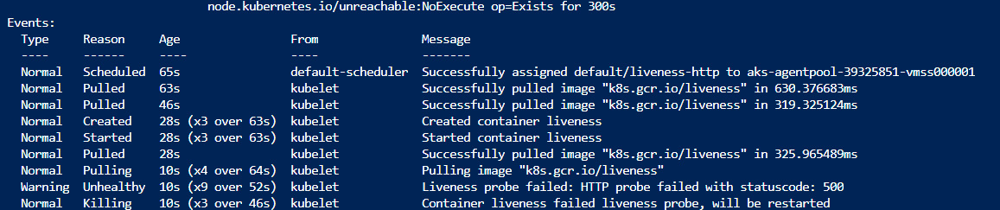 node.kubernetes.io/unreachable:NoExecute op=Exists for 300s
Events:
Type Reason Age From Message
---- ------ ---- ---- -------
Normal Scheduled 65s default-scheduler Successfully assigned default/liveness-http to aks-agentpool-39325851-vmss000001
Normal Pulled 63s kubelet Successfully pulled image "k8s.gcr.io/liveness" in 630.376683ms
Normal Pulled 46s kubelet Successfully pulled image "k8s.gcr.io/liveness" in 319.325124ms
Normal Created 28s (x3 over 63s) kubelet Created container liveness
Normal Started 28s (x3 over 63s) kubelet Started container liveness
Normal Pulled 28s kubelet Successfully pulled image "k8s.gcr.io/liveness" in 325.965489ms
Normal Pulling 10s (x4 over 64s) kubelet Pulling image "k8s.gcr.io/liveness"
Warning Unhealthy 10s (x9 over 52s) kubelet Liveness probe failed: HTTP probe failed with statuscode: 500
Normal Killing 10s (x3 over 46s) kubelet Container liveness failed liveness probe, will be restarted